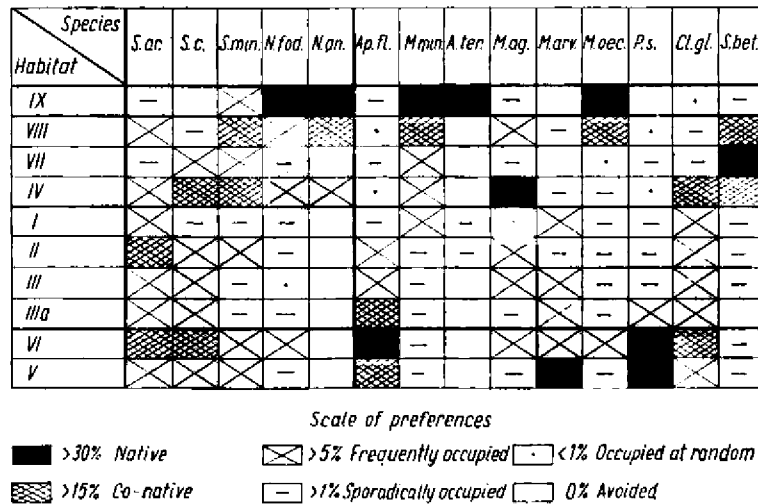 Species
Habitat
S.ar. S.c. S.min. N.fod. N.an. Ap.fl. M.min. A.ter. M.ag. M.arv. M.oec. P.s. Cl.gl. S.bet.
IX
VIII
VII
IV
I
II
III
IIIa
VI
V
Scale of preferences
>30% Native >5% Frequently occupied <1% Occupied at random
>15% Co-native >1% Sporadically occupied 0% Avoided